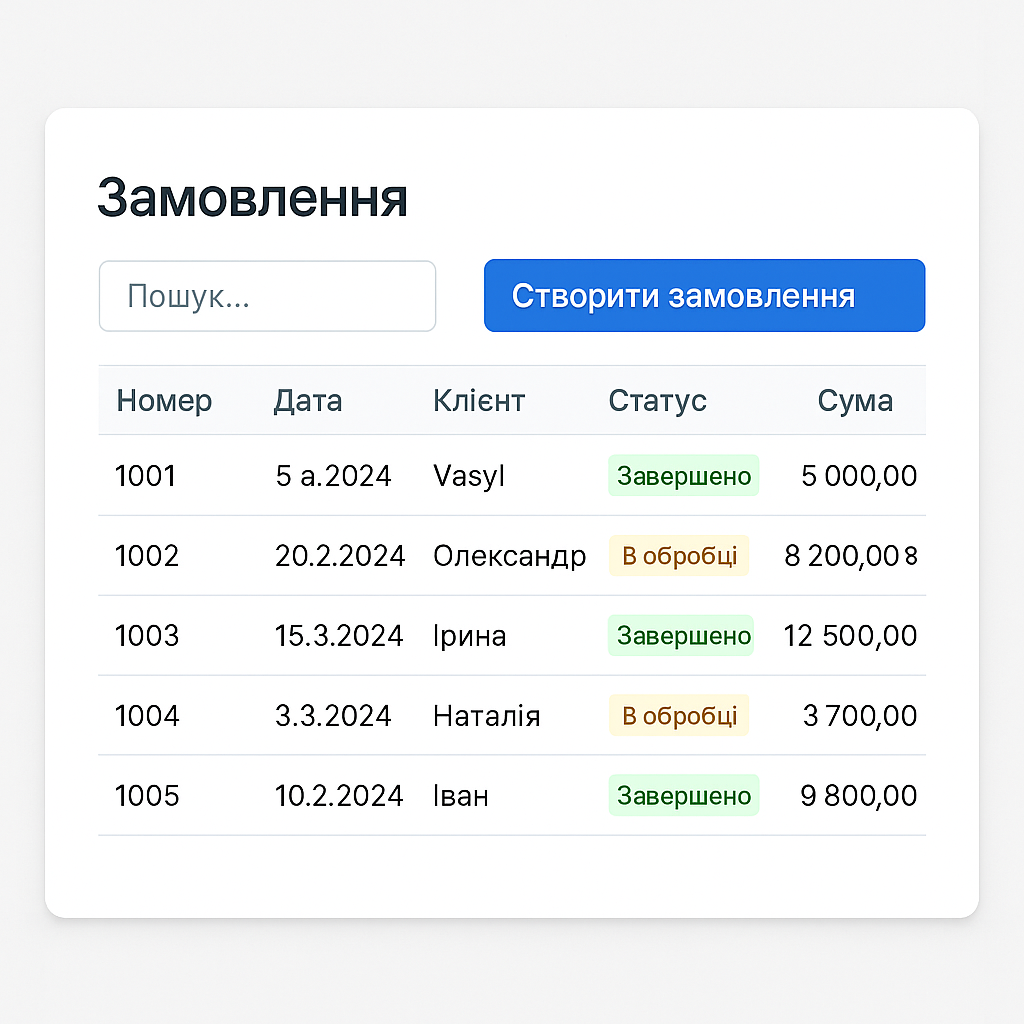 Замовлення
Пошук...
Створити замовлення
Номер Дата Клієнт Статус Сума
1001 5 а.2024 Vasyl Завершено 5 000,00
1002 20.2.2024 Олександр В обробці 8 200,00 8
1003 15.3.2024 Ірина Завершено 12 500,00
1004 3.3.2024 Наталія В обробці 3 700,00
1005 10.2.2024 Іван Завершено 9 800,00